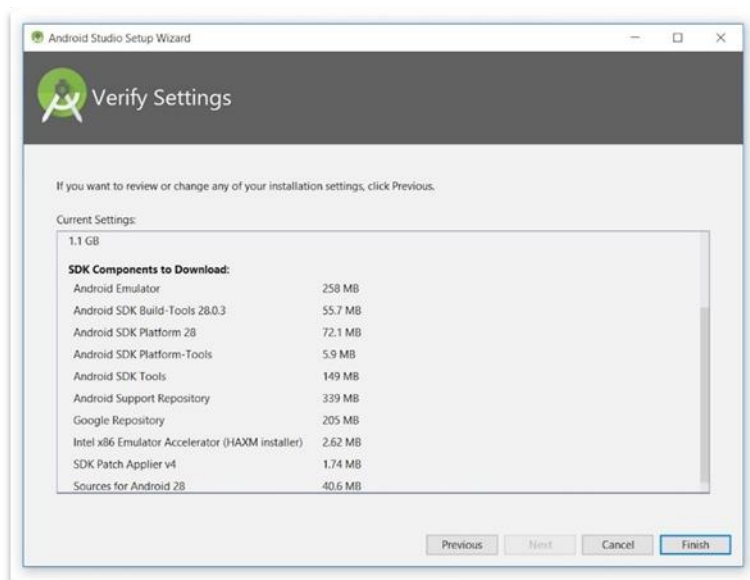 Android Studio Setup Wizard
Verify Settings
If you want to review or change any of your installation settings, click Previous.
Current Settings:
1.1 GB
SDK Components to Download:
Android Emulator 258 MB
Android SDK Build-Tools 28.0.3 55.7 MB
Android SDK Platform 28 72.1 MB
Android SDK Platform-Tools 5.9 MB
Android SDK Tools 149 MB
Android Support Repository 339 MB
Google Repository 205 MB
Intel x86 Emulator Accelerator (HAXM installer) 2.62 MB
SDK Patch Applier v4 1.74 MB
Sources for Android 28 40.6 MB
Previous Next Cancel Finish